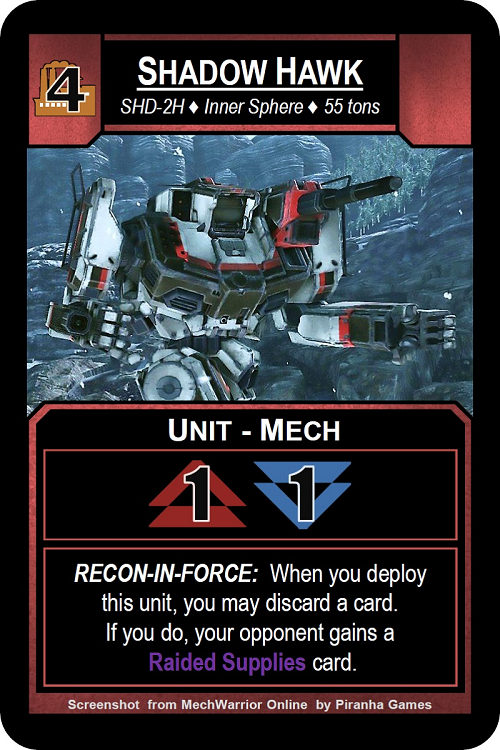 4
SHADOW HAWK
SHD-2H ♦ Inner Sphere ♦ 55 tons
UNIT - MECH
1 1
RECON-IN-FORCE: When you deploy
this unit, you may discard a card.
If you do, your opponent gains a
Raided Supplies card.
Screenshot from MechWarrior Online by Piranha Games